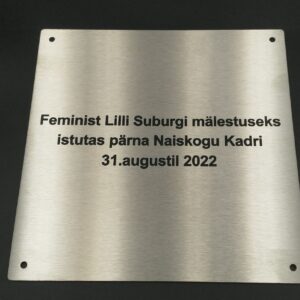 Feminist Lilli Suburgi mälestuseks
istutas pärna Naiskogu Kadri
31.augustil 2022